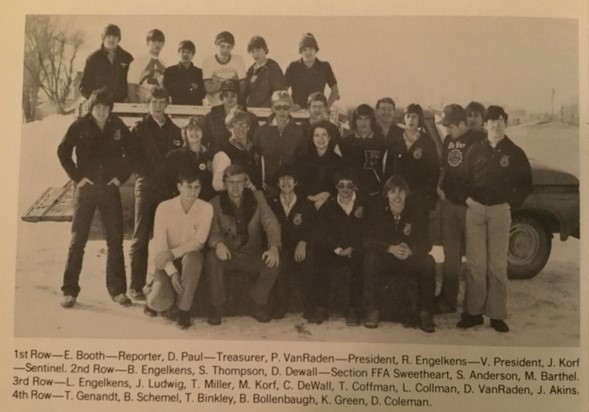 1st Row—E. Booth—Reporter, D. Paul—Treasurer, P. VanRaden—President, R. Engelkens—V. President, J. Korf
—Sentinel. 2nd Row—B. Engelkens, S. Thompson, D. Dewall—Section FFA Sweetheart, S. Anderson, M. Barthel.
3rd Row—L. Engelkens, J. Ludwig, T. Miller, M. Korf, C. DeWall, T. Coffman, L. Collman, D. VanRaden, J. Akins.
4th Row—T. Genandt, B. Schemel, T. Binkley, B. Bollenbaugh, K. Green, D. Coleman.